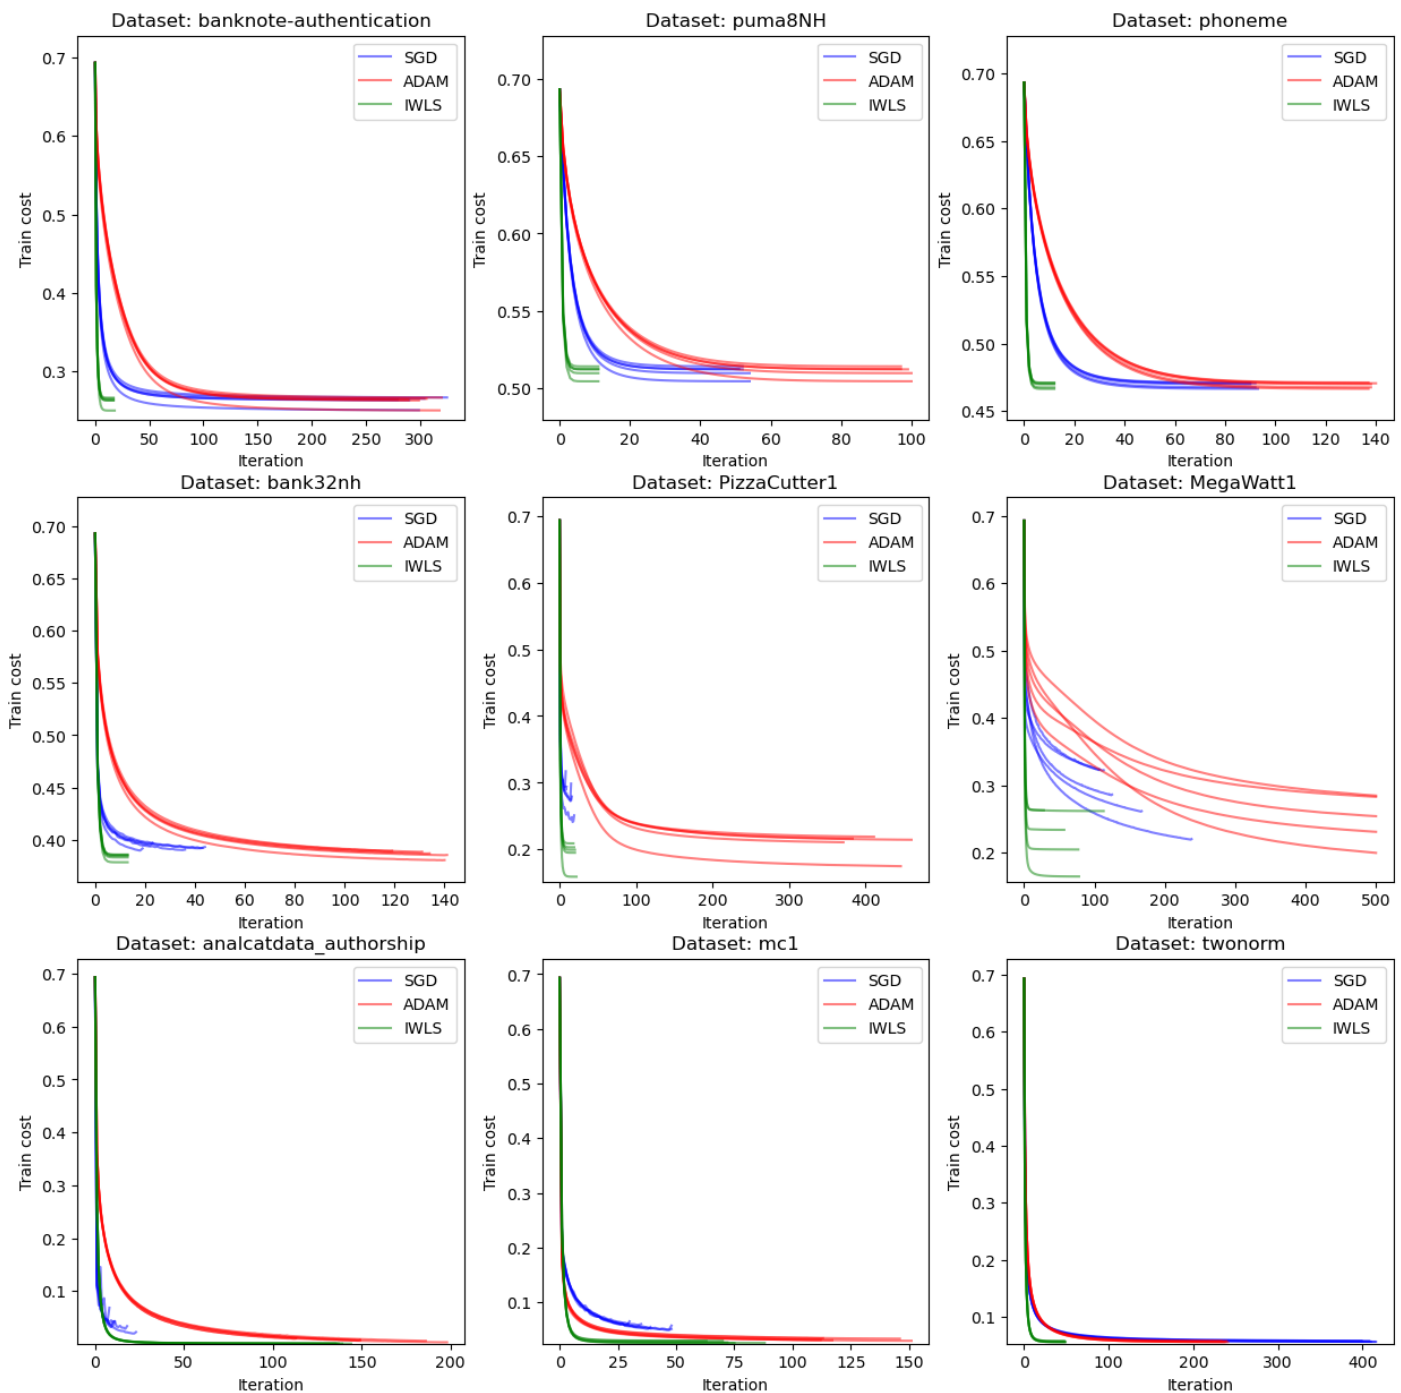 Dataset: banknote-authentication
Train cost
0.7
0.6
0.5
0.4
0.3
SGD
ADAM
IWLS
0 50 100 150 200 250 300
Iteration
Dataset: puma8NH
Train cost
0.70
0.65
0.60
0.55
0.50
SGD
ADAM
IWLS
0 20 40 60 80 100
Iteration
Dataset: phoneme
Train cost
0.70
0.65
0.60
0.55
0.50
0.45
SGD
ADAM
IWLS
0 20 40 60 80 100 120 140
Iteration
Dataset: bank32nh
Train cost
0.70
0.65
0.60
0.55
0.50
0.45
0.40
SGD
ADAM
IWLS
0 20 40 60 80 100 120 140
Iteration
Dataset: PizzaCutter1
Train cost
0.7
0.6
0.5
0.4
0.3
0.2
SGD
ADAM
IWLS
0 100 200 300 400
Iteration
Dataset: MegaWatt1
Train cost
0.7
0.6
0.5
0.4
0.3
0.2
SGD
ADAM
IWLS
0 100 200 300 400 500
Iteration
Dataset: analcatdata_authorship
Train cost
0.7
0.6
0.5
0.4
0.3
0.2
0.1
SGD
ADAM
IWLS
0 50 100 150 200
Iteration
Dataset: mc1
Train cost
0.7
0.6
0.5
0.4
0.3
0.2
0.1
SGD
ADAM
IWLS
0 25 50 75 100 125 150
Iteration
Dataset: twonorm
Train cost
0.7
0.6
0.5
0.4
0.3
0.2
0.1
SGD
ADAM
IWLS
0 100 200 300 400
Iteration